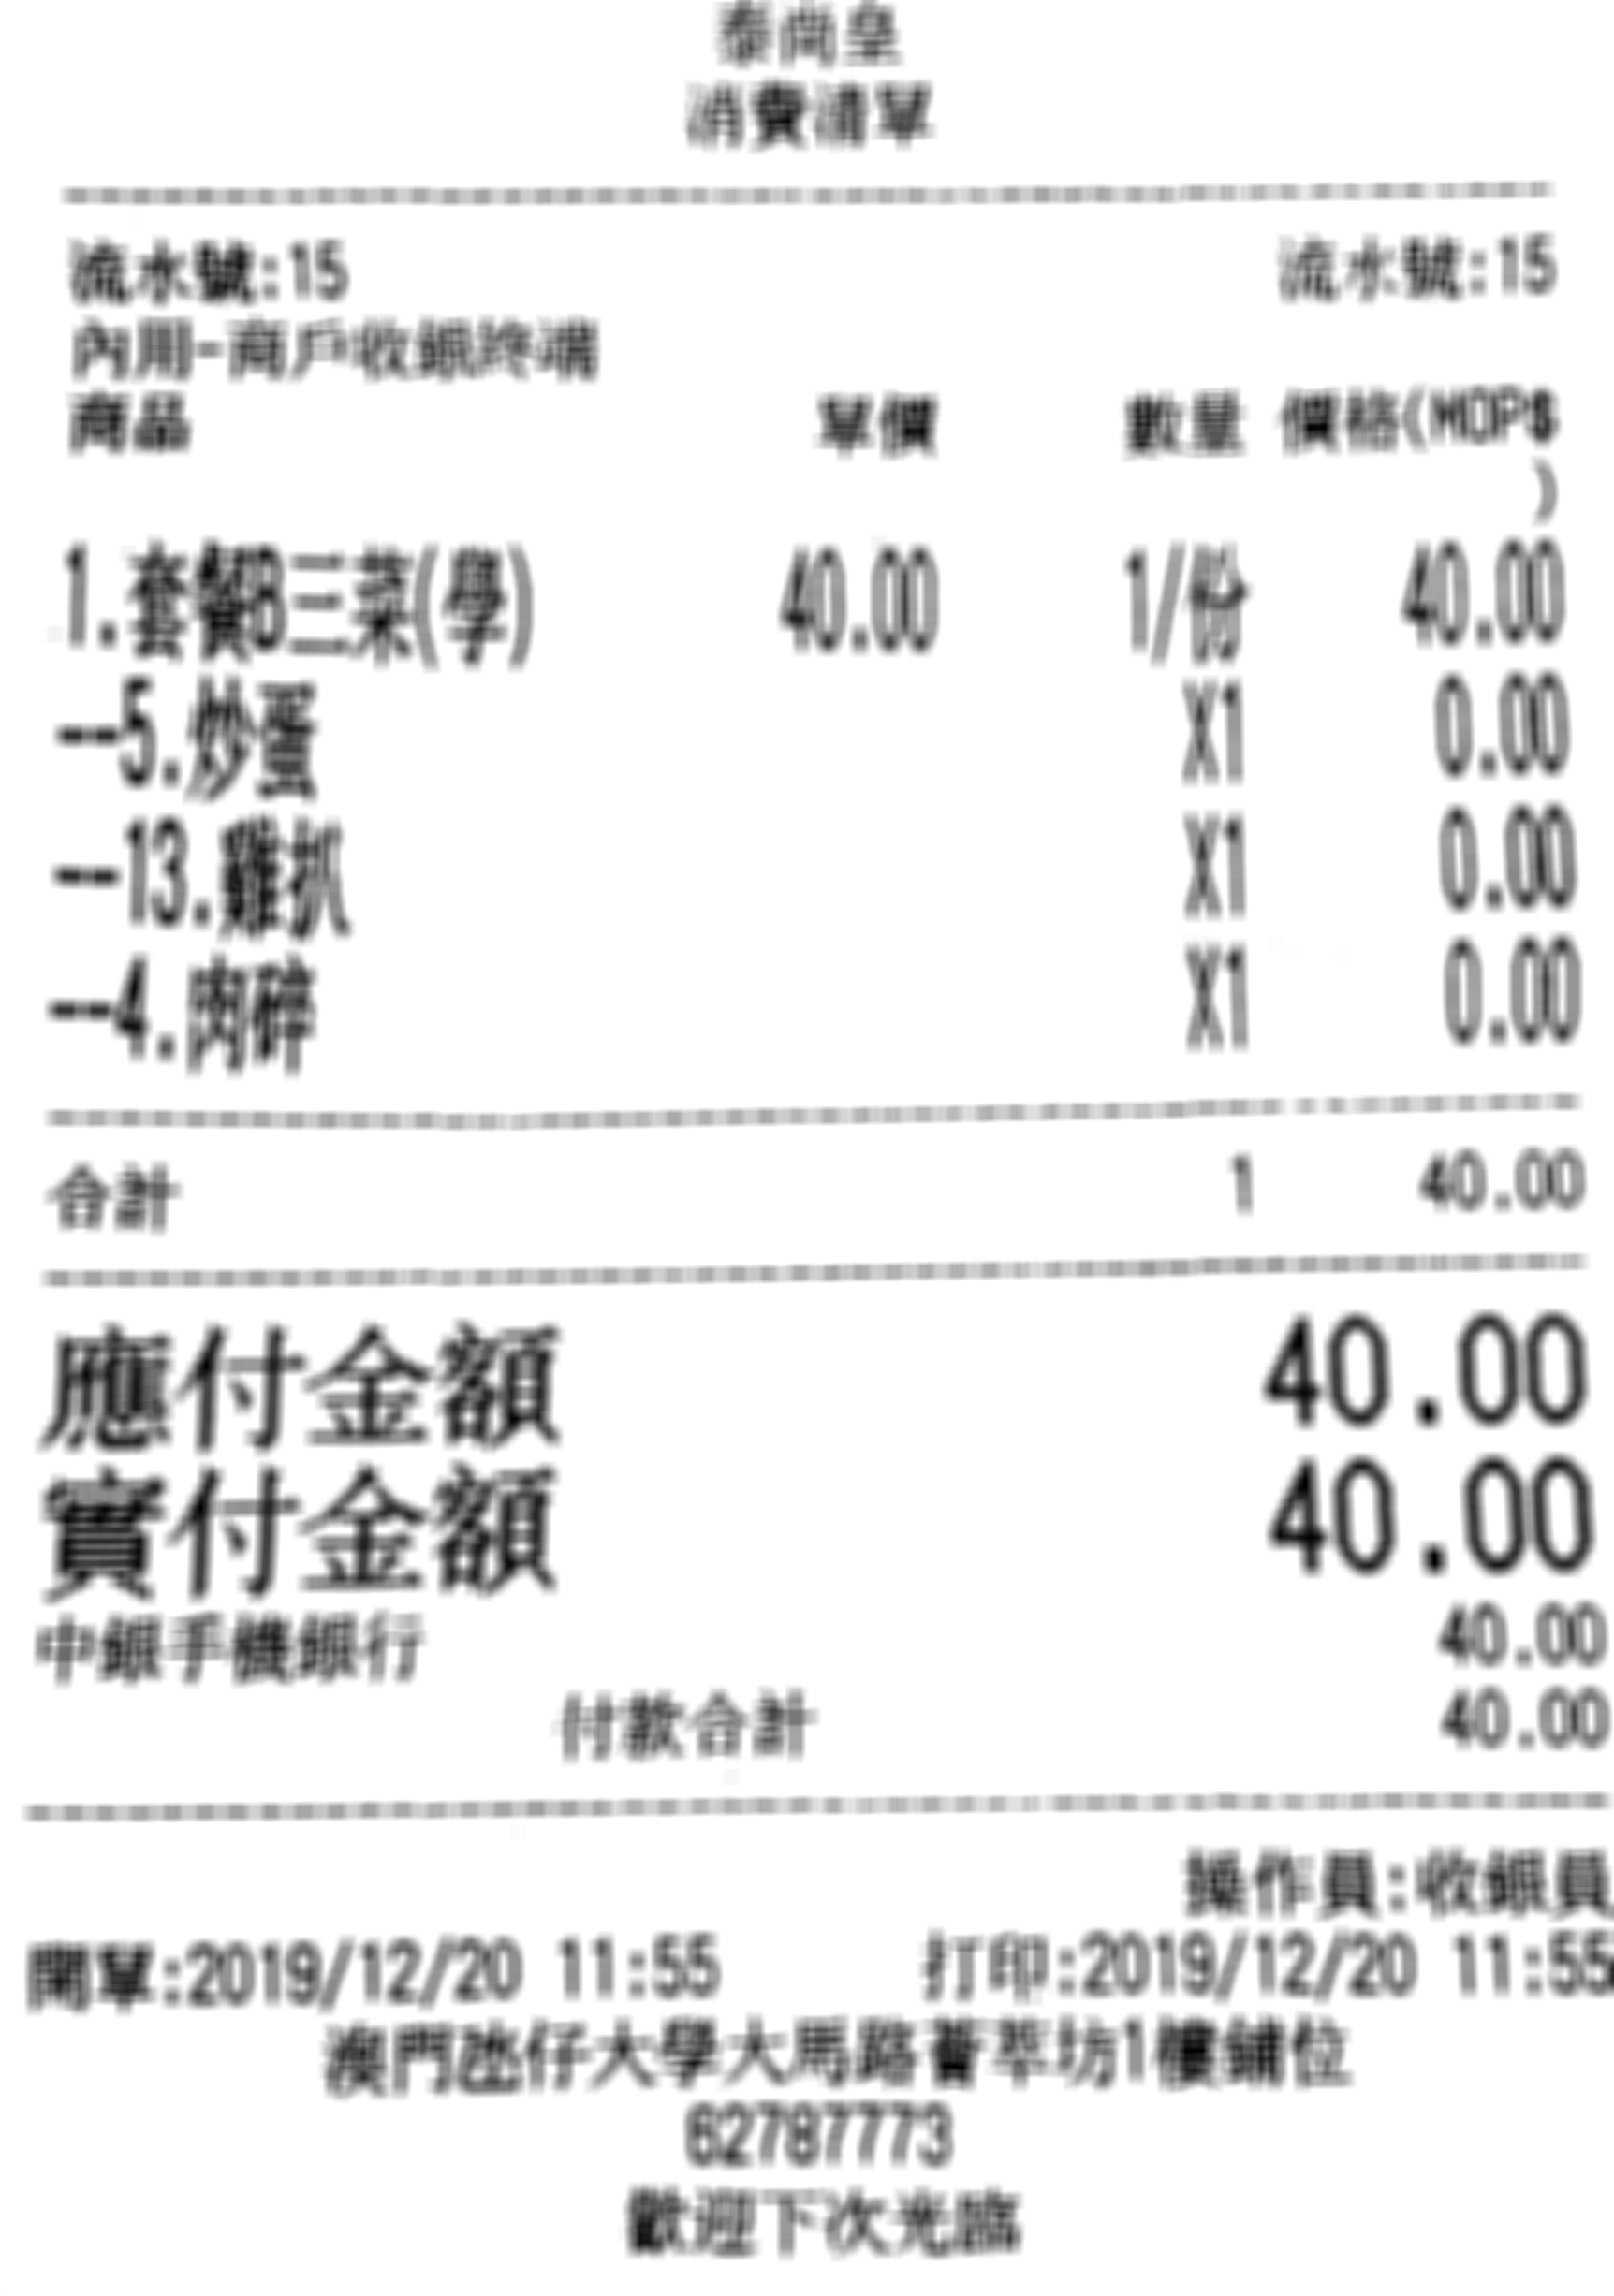 泰尚皇
消費清單
流水號:15 流水號:15
內用-商戶收銀終端
商品 單價 數量 價格(MOP$
)
1.套餐B三菜(學) 40.00 1/份 40.00
--5.炒蛋 X1 0.00
--13.雞扒 X1 0.00
--4.肉碎 X1 0.00
合計 1 40.00
應付金額 40.00
實付金額 40.00
中銀手機銀行 40.00
付款合計 40.00
操作員:收銀員
開單:2019/12/20 11:55 打印:2019/12/20 11:55
澳門氹仔大學大馬路薈萃坊1樓鋪位
62787773
歡迎下次光臨